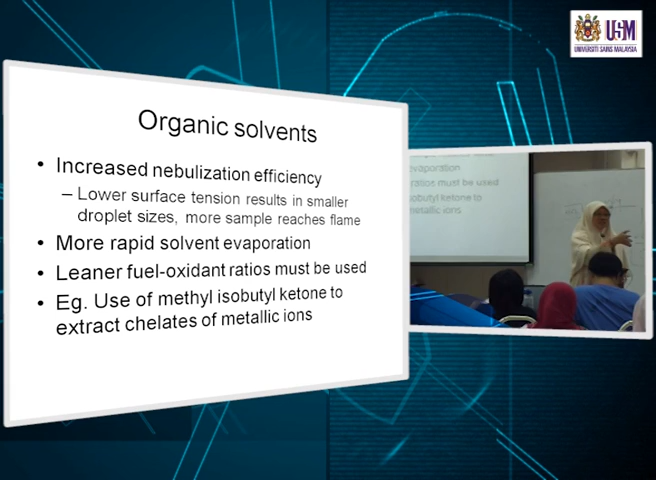 USM
UNIVERSITI SAINS MALAYSIA
Organic solvents
• Increased nebulization efficiency
– Lower surface tension results in smaller
droplet sizes, more sample reaches flame
• More rapid solvent evaporation
• Leaner fuel-oxidant ratios must be used
• Eg. Use of methyl isobutyl ketone to
extract chelates of metallic ions
evaporation
ratios must be used
isobutyl ketone to
metallic ions